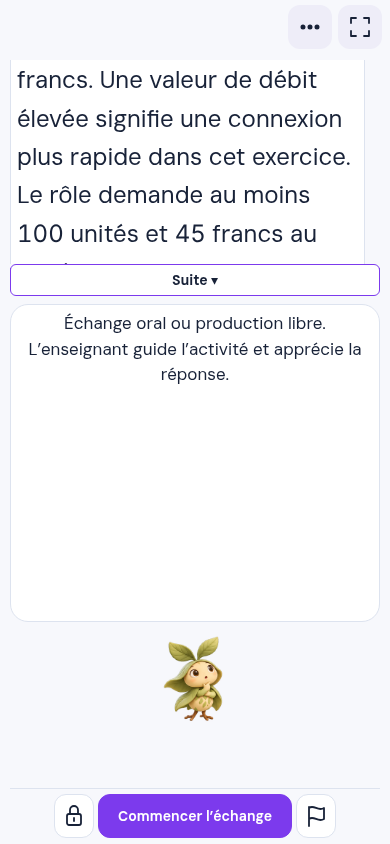 francs. Une valeur de débit
élevée signifie une connexion
plus rapide dans cet exercice.
Le rôle demande au moins
100 unités et 45 francs au
Suite ▾
Échange oral ou production libre.
L’enseignant guide l’activité et apprécie la
réponse.
Commencer l’échange